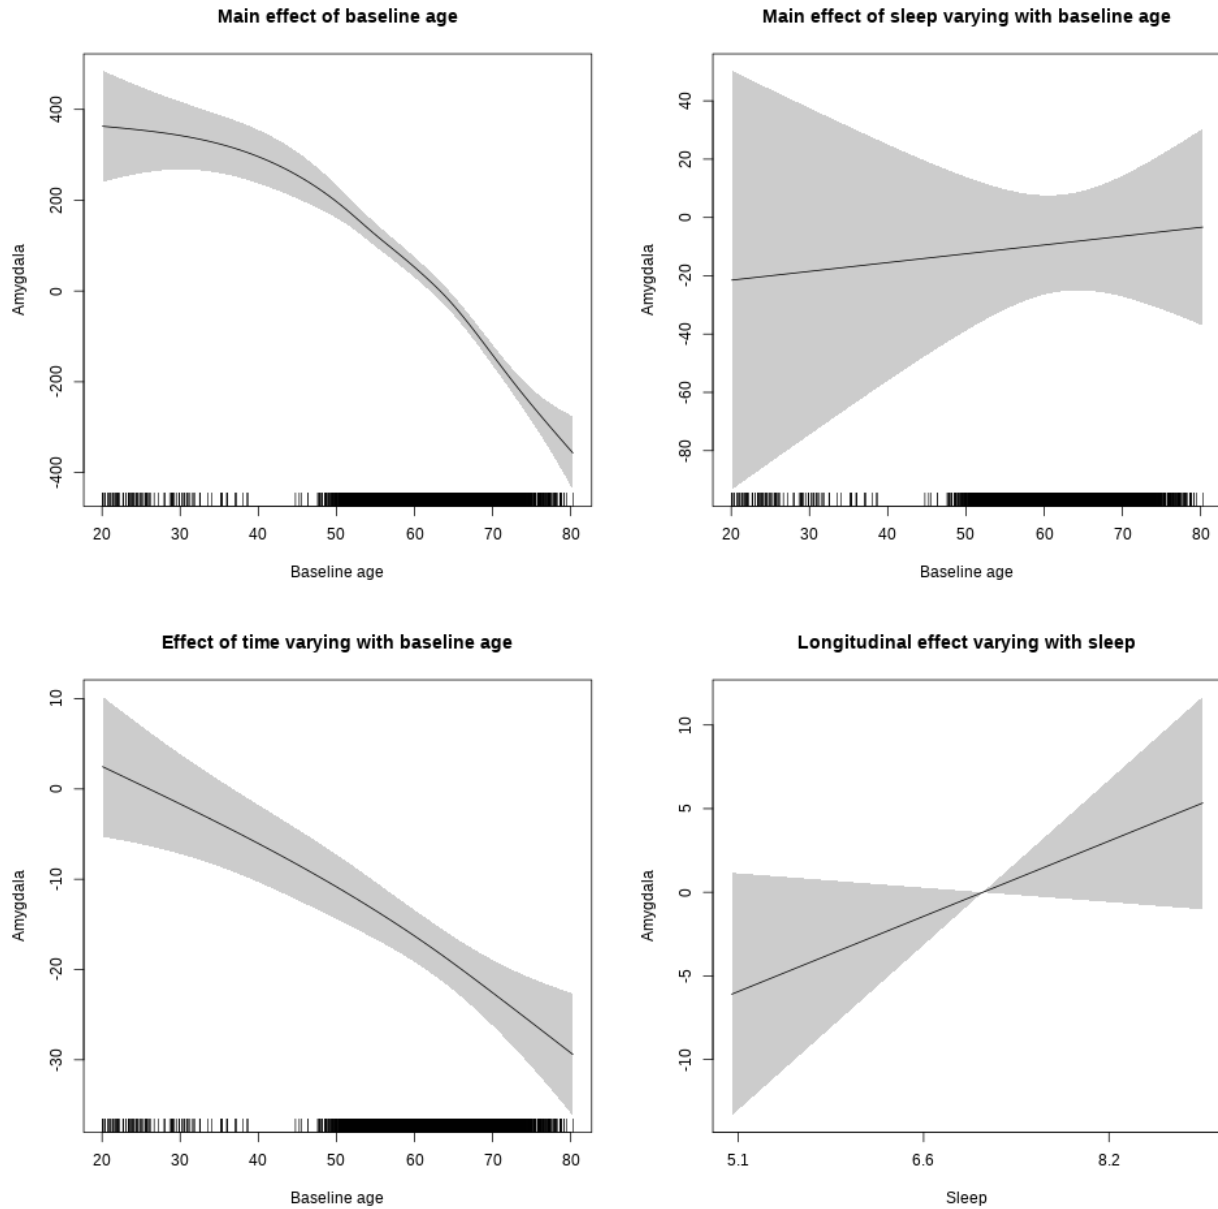 Main effect of baseline age
Amygdala
400
200
0
-200
-400
20 30 40 50 60 70 80
Baseline age
Main effect of sleep varying with baseline age
Amygdala
40
20
0
-20
-40
-60
-80
20 30 40 50 60 70 80
Baseline age
Effect of time varying with baseline age
Amygdala
10
0
-10
-20
-30
20 30 40 50 60 70 80
Baseline age
Longitudinal effect varying with sleep
Amygdala
10
5
0
-5
-10
5.1 6.6 8.2
Sleep